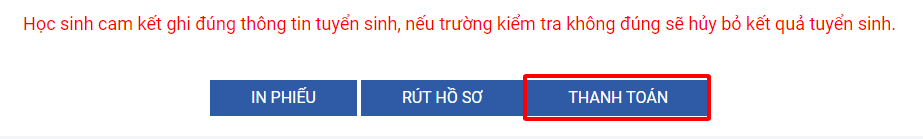 Học sinh cam kết ghi đúng thông tin tuyển sinh, nếu trường kiểm tra không đúng sẽ hủy bỏ kết quả tuyển sinh.
IN PHIẾU RÚT HỒ SƠ THANH TOÁN